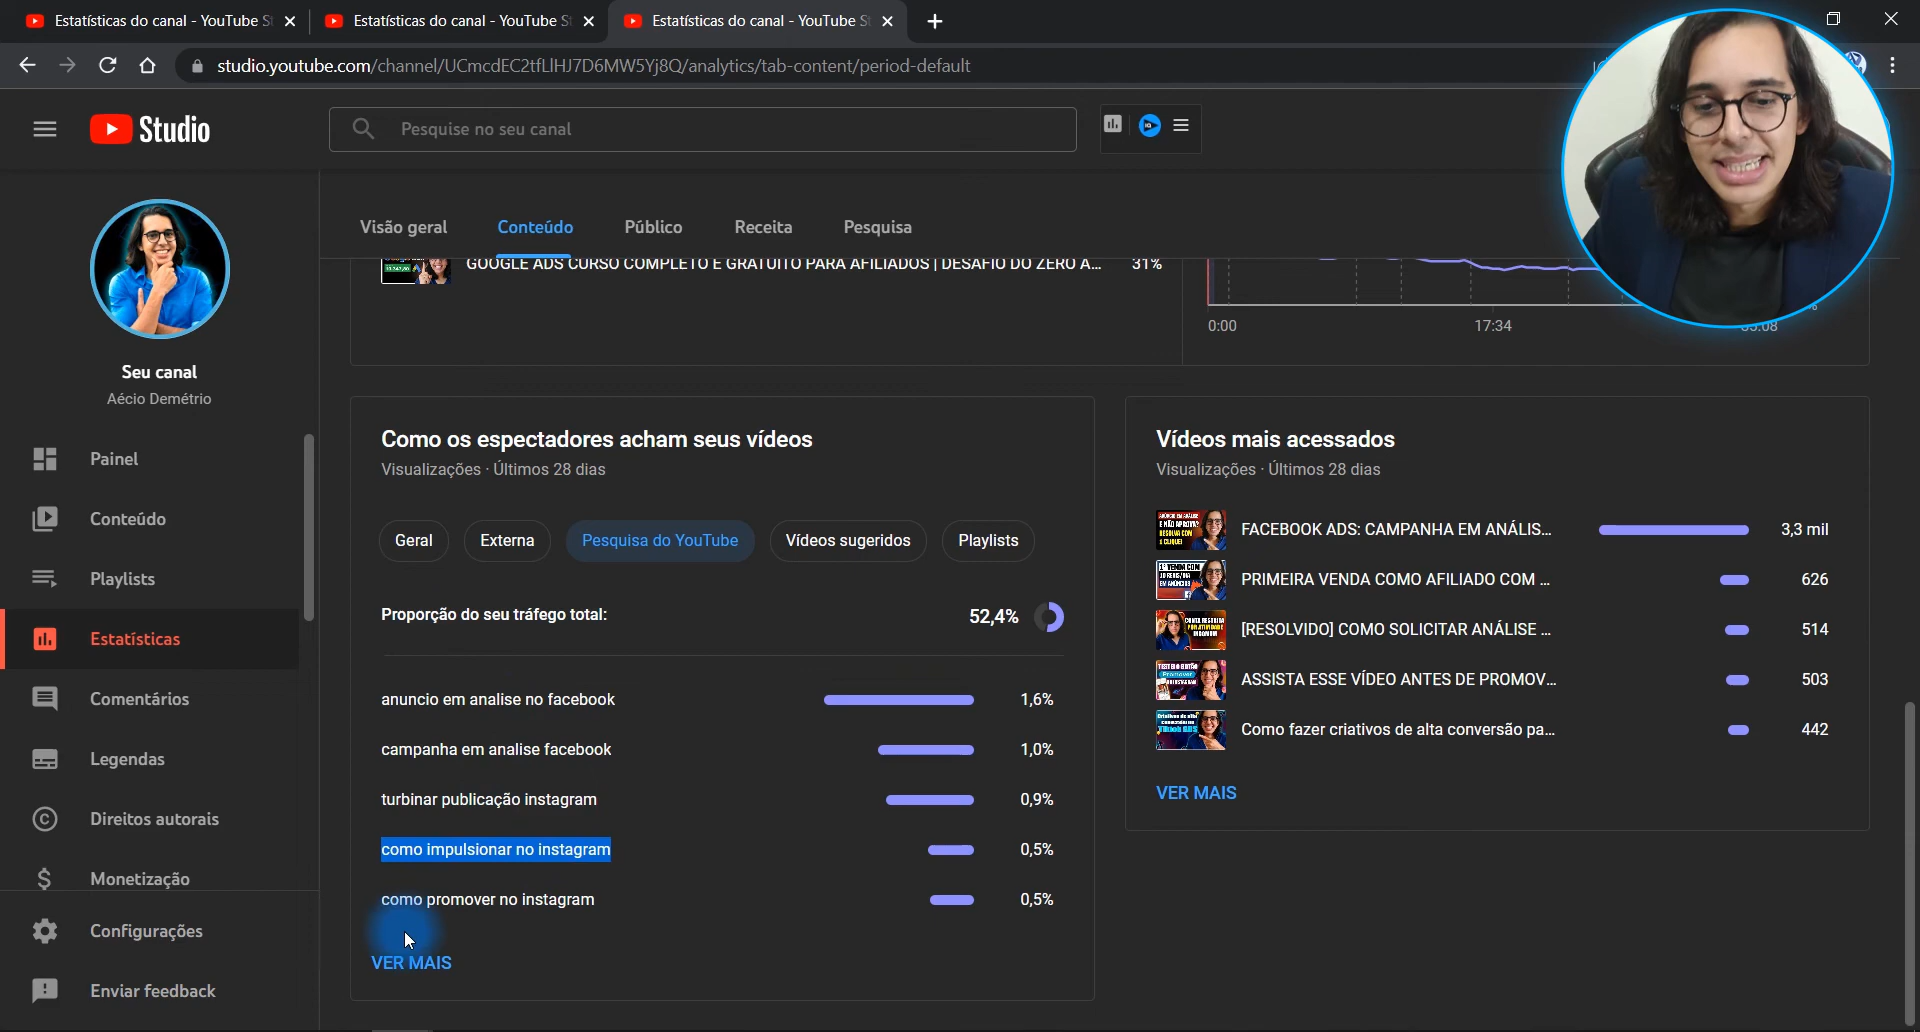 Estatísticas do canal - YouTube St
Estatísticas do canal - YouTube St
Estatísticas do canal - YouTube St
studio.youtube.com/channel/UCmcdEC2tfLlHJ7D6MW5Yj8Q/analytics/tab-content/period-default
Studio
Pesquise no seu canal
Seu canal
Aécio Demétrio
Painel
Conteúdo
Playlists
Estatísticas
Comentários
Legendas
Direitos autorais
Monetização
Configurações
Enviar feedback
Visão geral
Conteúdo
Público
Receita
Pesquisa
GOOGLE ADS CURSO COMPLETO E GRATUITO PARA AFILIADOS | DESAFIO DO ZERO A... 31%
0:00 17:34
Como os espectadores acham seus vídeos
Visualizações · Últimos 28 dias
Geral
Externa
Pesquisa do YouTube
Vídeos sugeridos
Playlists
Proporção do seu tráfego total: 52,4%
anuncio em analise no facebook 1,6%
campanha em analise facebook 1,0%
turbinar publicação instagram 0,9%
como impulsionar no instagram 0,5%
como promover no instagram 0,5%
VER MAIS
Vídeos mais acessados
Visualizações · Últimos 28 dias
FACEBOOK ADS: CAMPANHA EM ANÁLIS... 3,3 mil
PRIMEIRA VENDA COMO AFILIADO COM ... 626
[RESOLVIDO] COMO SOLICITAR ANÁLISE ... 514
ASSISTA ESSE VÍDEO ANTES DE PROMOV... 503
Como fazer criativos de alta conversão pa... 442
VER MAIS